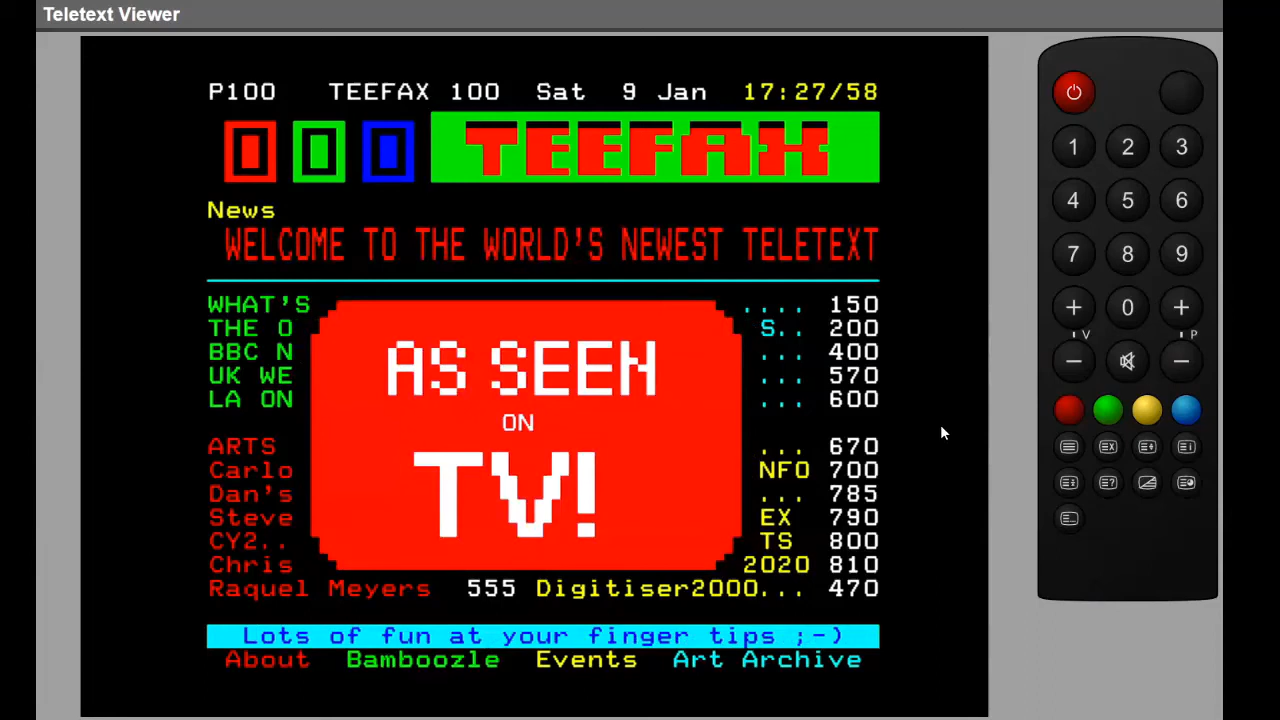 Teletext Viewer
P100 TEEFAX 100 Sat 9 Jan 17:27/58
TEEFAX
News
WELCOME TO THE WORLD'S NEWEST TELETEXT
WHAT'S .... 150
THE O S.. 200
BBC N ... 400
UK WE ... 570
LA ON ... 600
AS SEEN
ON
TV!
ARTS ... 670
Carlo NFO 700
Dan's ... 785
Steve EX 790
CY2.. TS 800
Chris 2020 810
Raquel Meyers 555 Digitiser2000... 470
Lots of fun at your finger tips ;-)
About Bamboozle Events Art Archive
1 2 3
4 5 6
7 8 9
+ 0 +
V P
− −